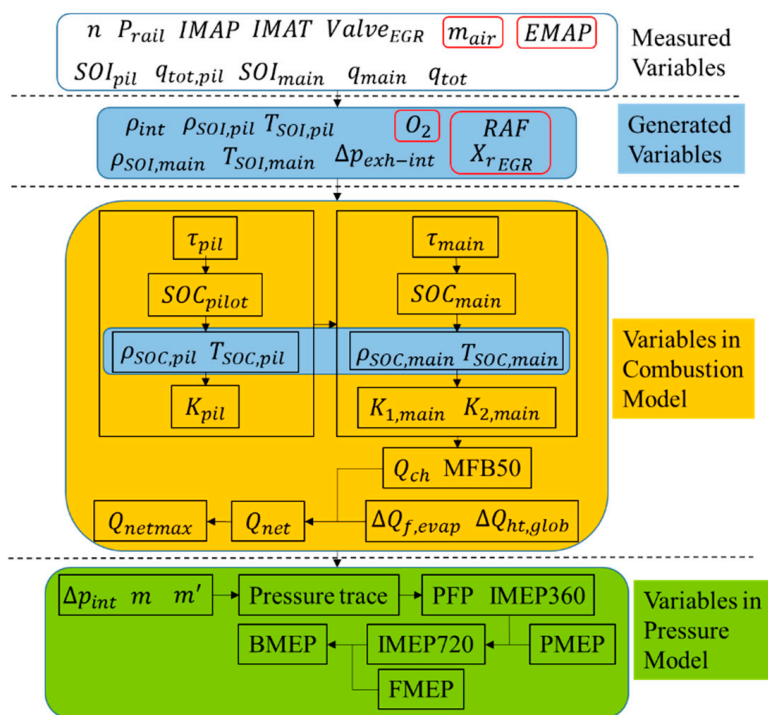 n P_rail IMAP IMAT Valve_EGR m_air EMAP
SOI_pil q_tot,pil SOI_main q_main q_tot
Measured
Variables
ρ_int ρ_SOI,pil T_SOI,pil O_2 RAF
ρ_SOI,main T_SOI,main Δp_exh−int X_r_EGR
Generated
Variables
τ_pil τ_main
SOC_pilot SOC_main
ρ_SOC,pil T_SOC,pil ρ_SOC,main T_SOC,main
K_pil K_1,main K_2,main
Variables in
Combustion
Model
Q_ch MFB50
Q_netmax Q_net ΔQ_f,evap ΔQ_ht,glob
Δp_int m m′ Pressure trace PFP IMEP360
BMEP IMEP720 PMEP
FMEP
Variables in
Pressure
Model